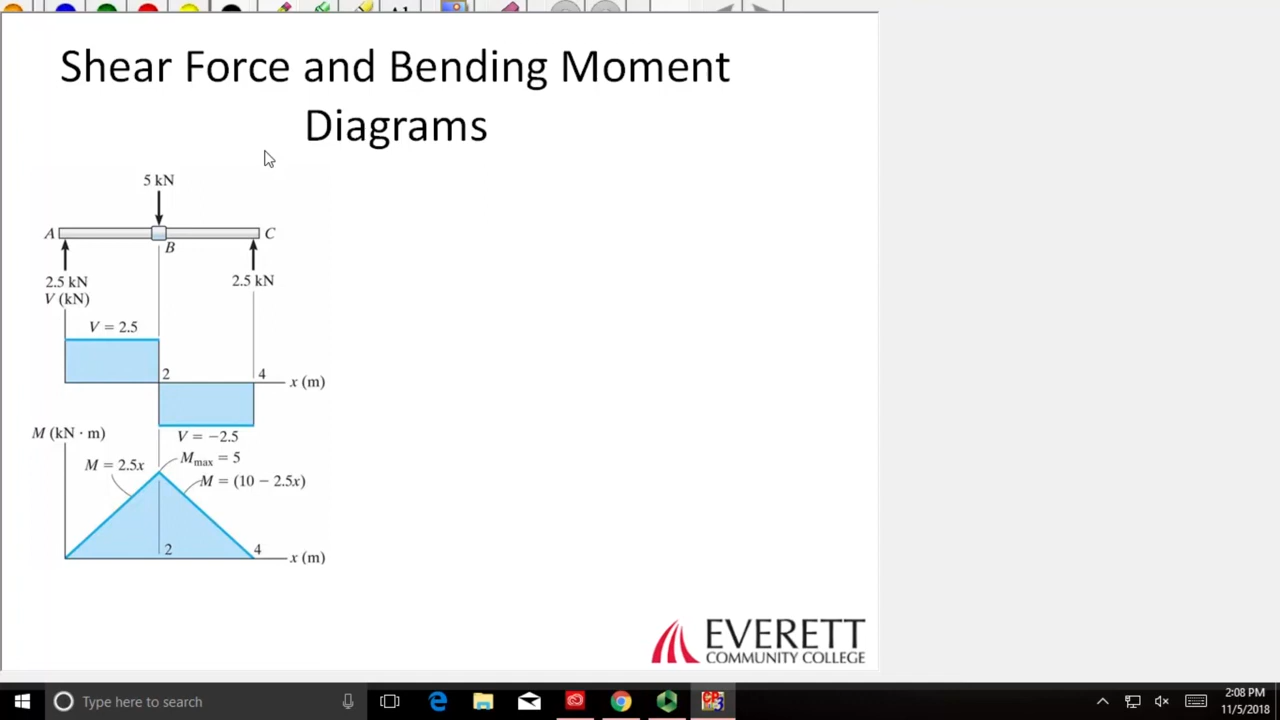 Shear Force and Bending Moment
Diagrams
5 kN
A
C
B
2.5 kN
2.5 kN
V (kN)
V = 2.5
2
4
x (m)
V = −2.5
M (kN · m)
Mmax = 5
M = 2.5x
M = (10 − 2.5x)
2
4
x (m)
EVERETT
COMMUNITY COLLEGE
Type here to search
2:08 PM
11/5/2018